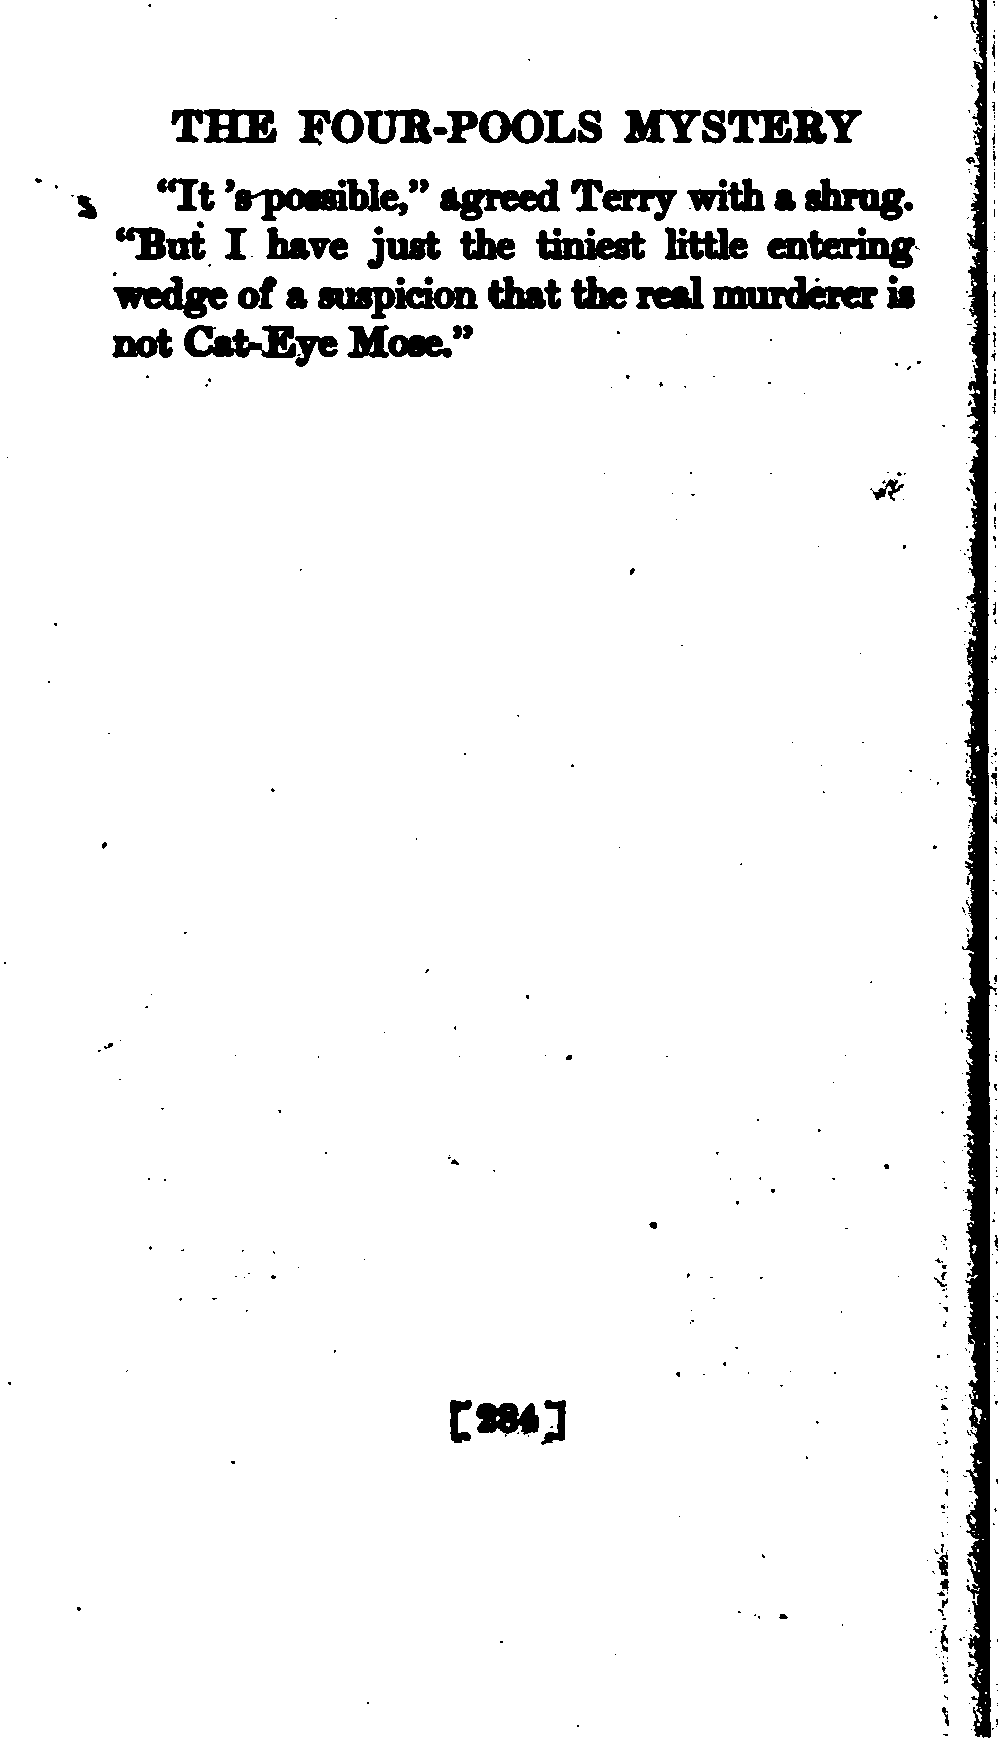 THE FOUR-POOLS MYSTERY
“It ’s possible,” agreed Terry with a shrug.
“But I have just the tiniest little entering
wedge of a suspicion that the real murderer is
not Cat-Eye Mose.”
[284]